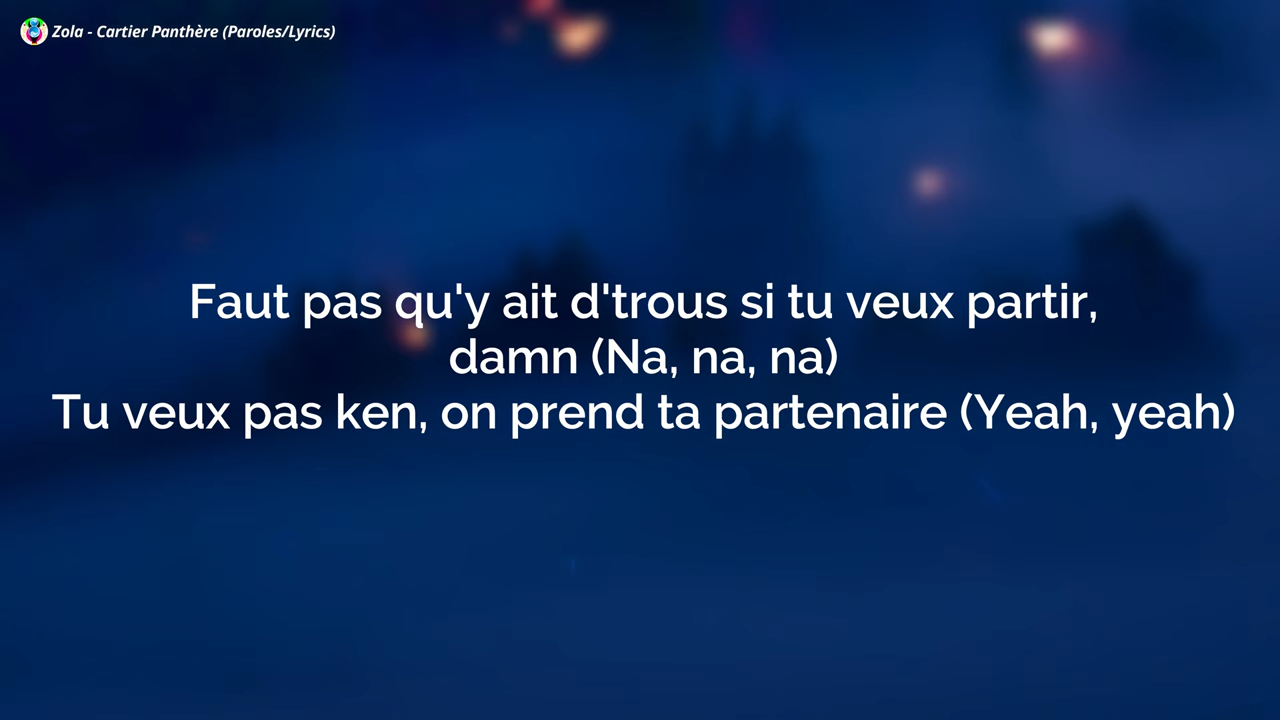 Zola - Cartier Panthère (Paroles/Lyrics)
Faut pas qu'y ait d'trous si tu veux partir,
damn (Na, na, na)
Tu veux pas ken, on prend ta partenaire (Yeah, yeah)